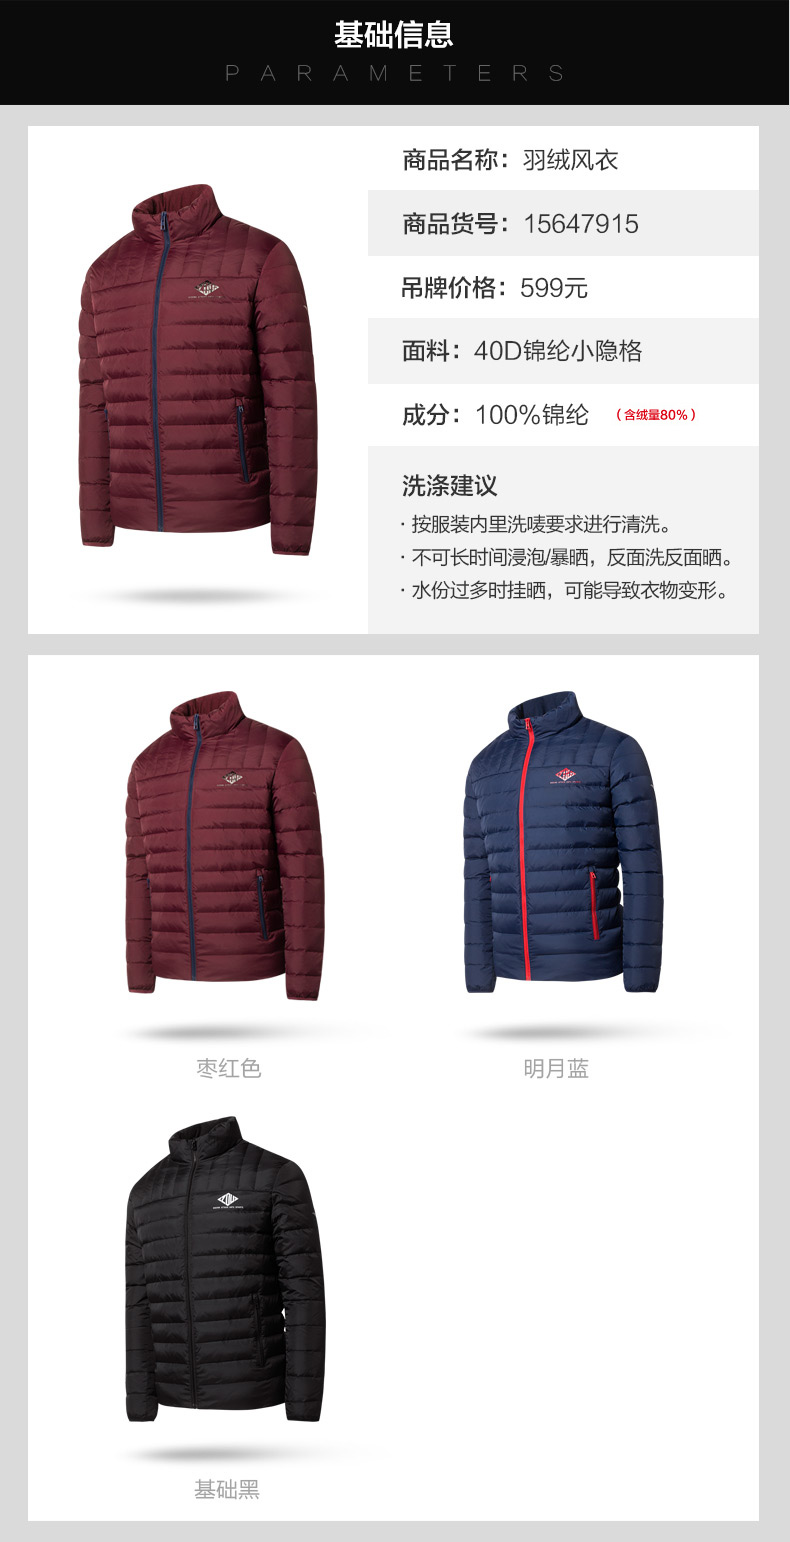 基础信息
PARAMETERS
商品名称：羽绒风衣
商品货号：15647915
吊牌价格：599元
面料：40D锦纶小隐格
成分：100%锦纶 （含绒量80%）
洗涤建议
· 按服装内里洗唛要求进行清洗。
· 不可长时间浸泡/暴晒，反面洗反面晒。
· 水份过多时挂晒，可能导致衣物变形。
枣红色
明月蓝
基础黑